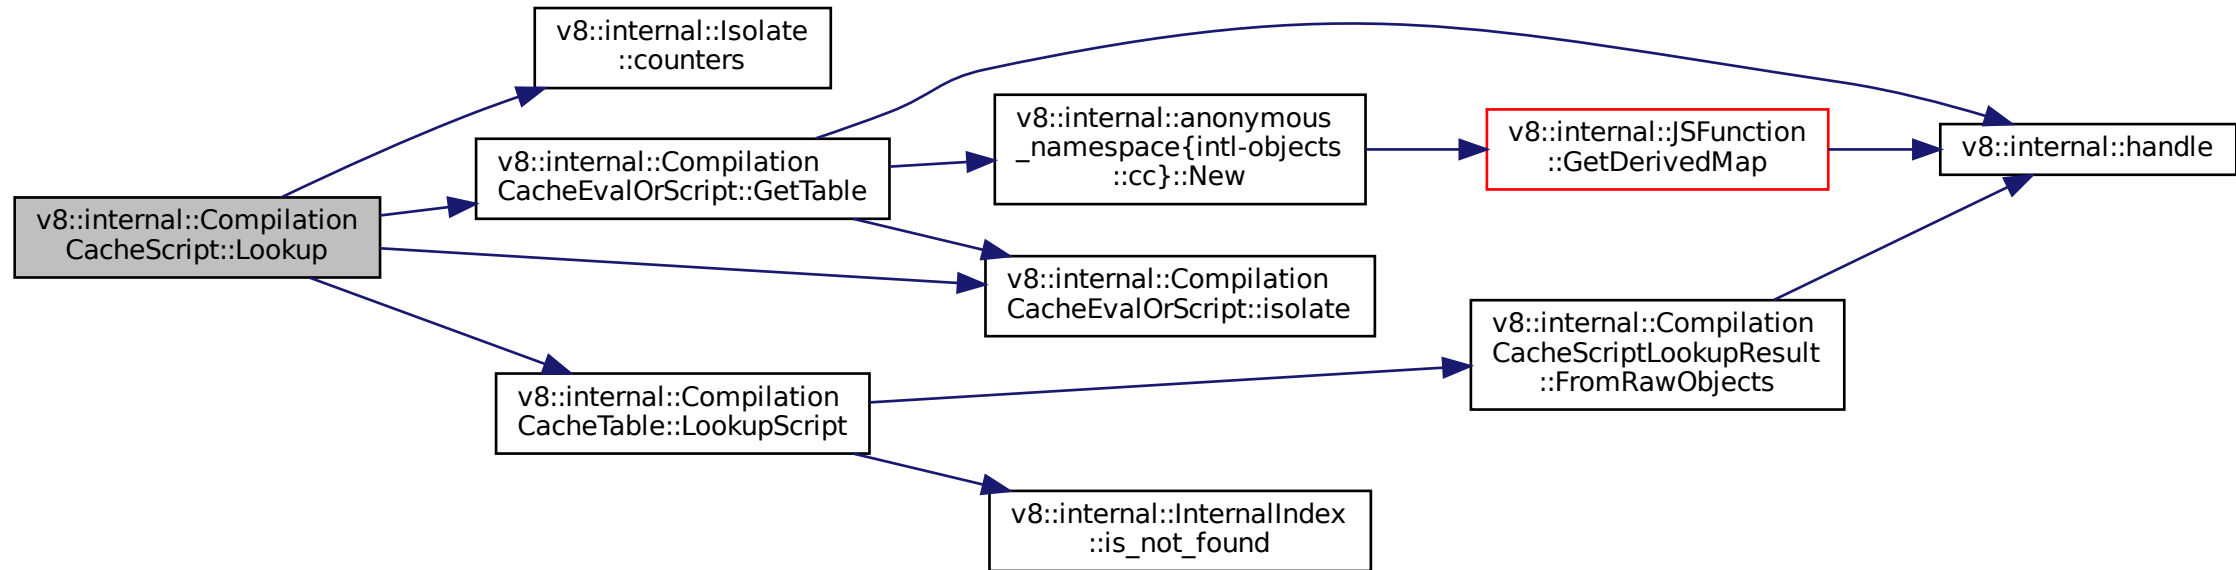 v8::internal::Isolate
::counters
v8::internal::Compilation
CacheEvalOrScript::GetTable
v8::internal::anonymous
_namespace{intl-objects
::cc}::New
v8::internal::JSFunction
::GetDerivedMap
v8::internal::handle
v8::internal::Compilation
CacheScript::Lookup
v8::internal::Compilation
CacheEvalOrScript::isolate
v8::internal::Compilation
CacheScriptLookupResult
::FromRawObjects
v8::internal::Compilation
CacheTable::LookupScript
v8::internal::InternalIndex
::is_not_found